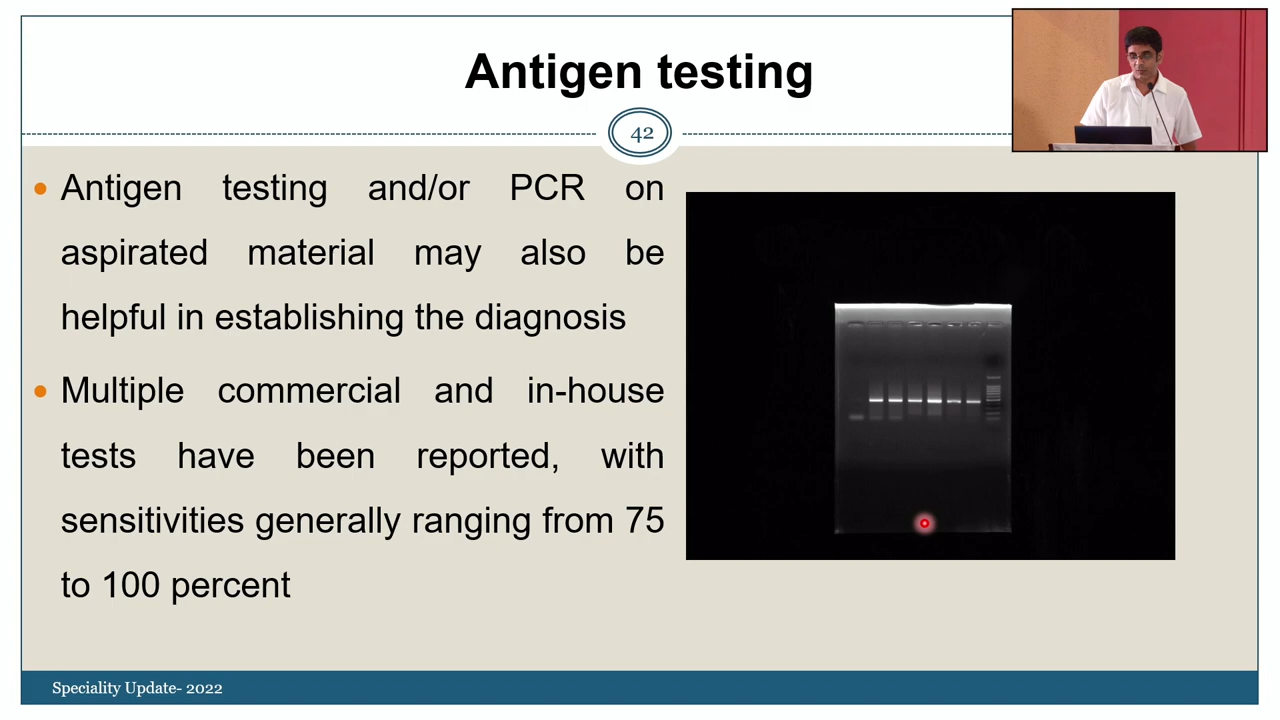 Antigen testing
42
Antigen testing and/or PCR on
aspirated material may also be
helpful in establishing the diagnosis
Multiple commercial and in-house
tests have been reported, with
sensitivities generally ranging from 75
to 100 percent
Speciality Update- 2022